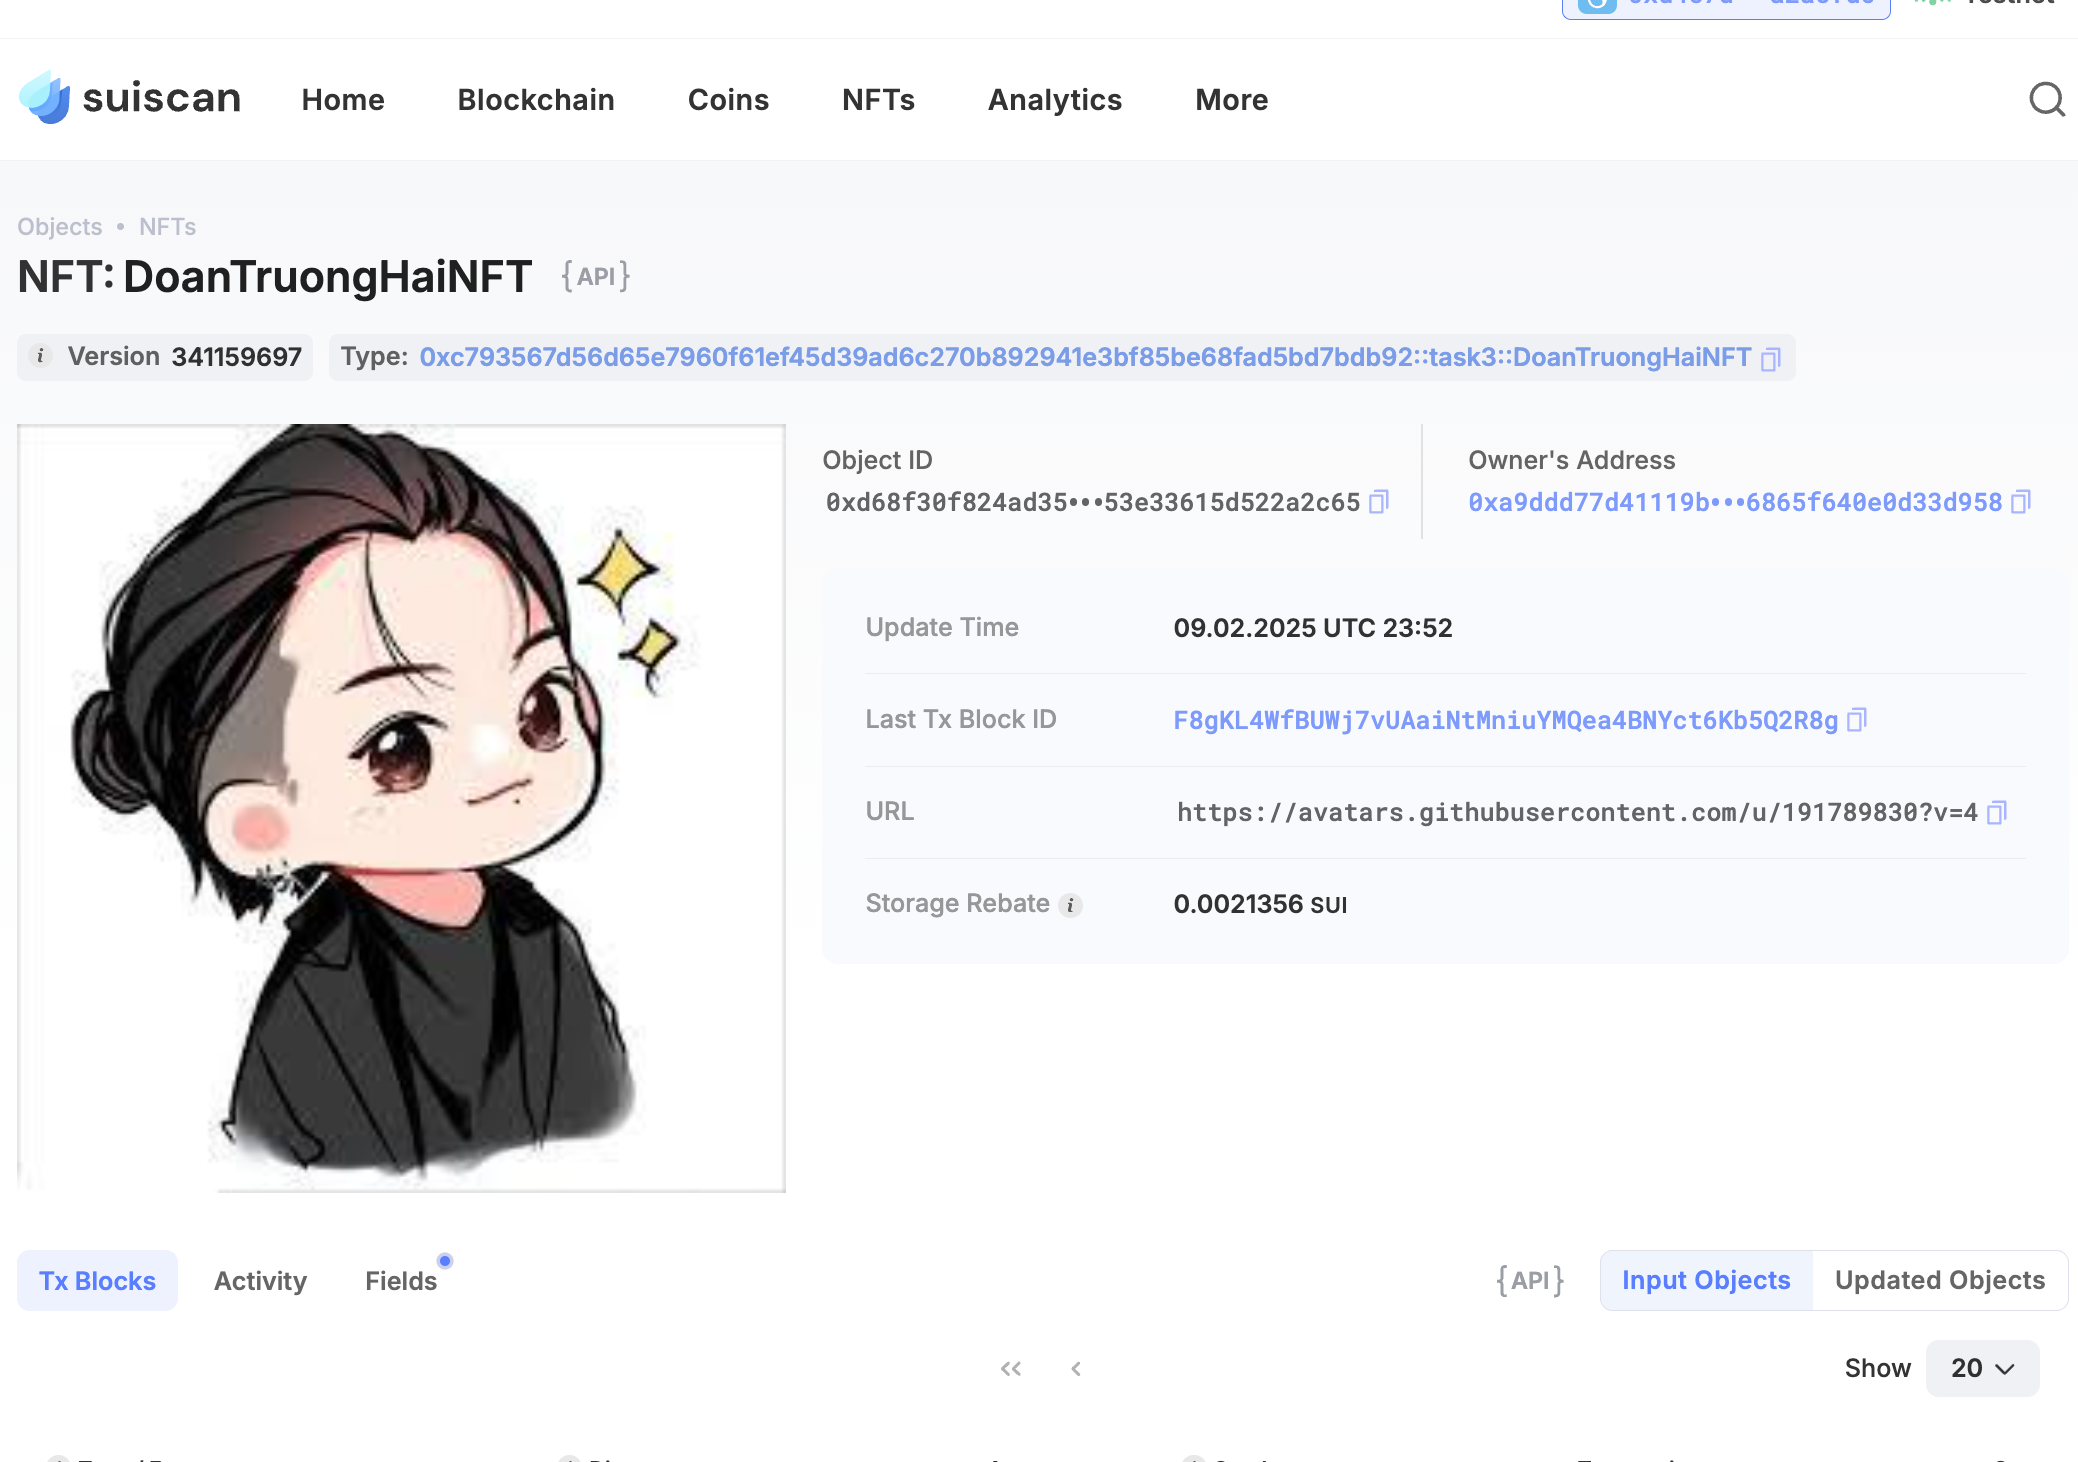 suiscan
Home
Blockchain
Coins
NFTs
Analytics
More
Objects • NFTs
NFT: DoanTruongHaiNFT {API}
Version 341159697
Type: 0xc793567d56d65e7960f61ef45d39ad6c270b892941e3bf85be68fad5bd7bdb92::task3::DoanTruongHaiNFT
Object ID
0xd68f30f824ad35•••53e33615d522a2c65
Owner's Address
0xa9ddd77d41119b•••6865f640e0d33d958
Update Time
09.02.2025 UTC 23:52
Last Tx Block ID
F8gKL4WfBUWj7vUAaiNtMniuYMQea4BNYct6Kb5Q2R8g
URL
https://avatars.githubusercontent.com/u/191789830?v=4
Storage Rebate
0.0021356 SUI
Tx Blocks
Activity
Fields
{API}
Input Objects
Updated Objects
Show
20